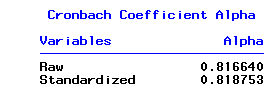 Cronbach Coefficient Alpha
Variables Alpha
Raw 0.816640
Standardized 0.818753